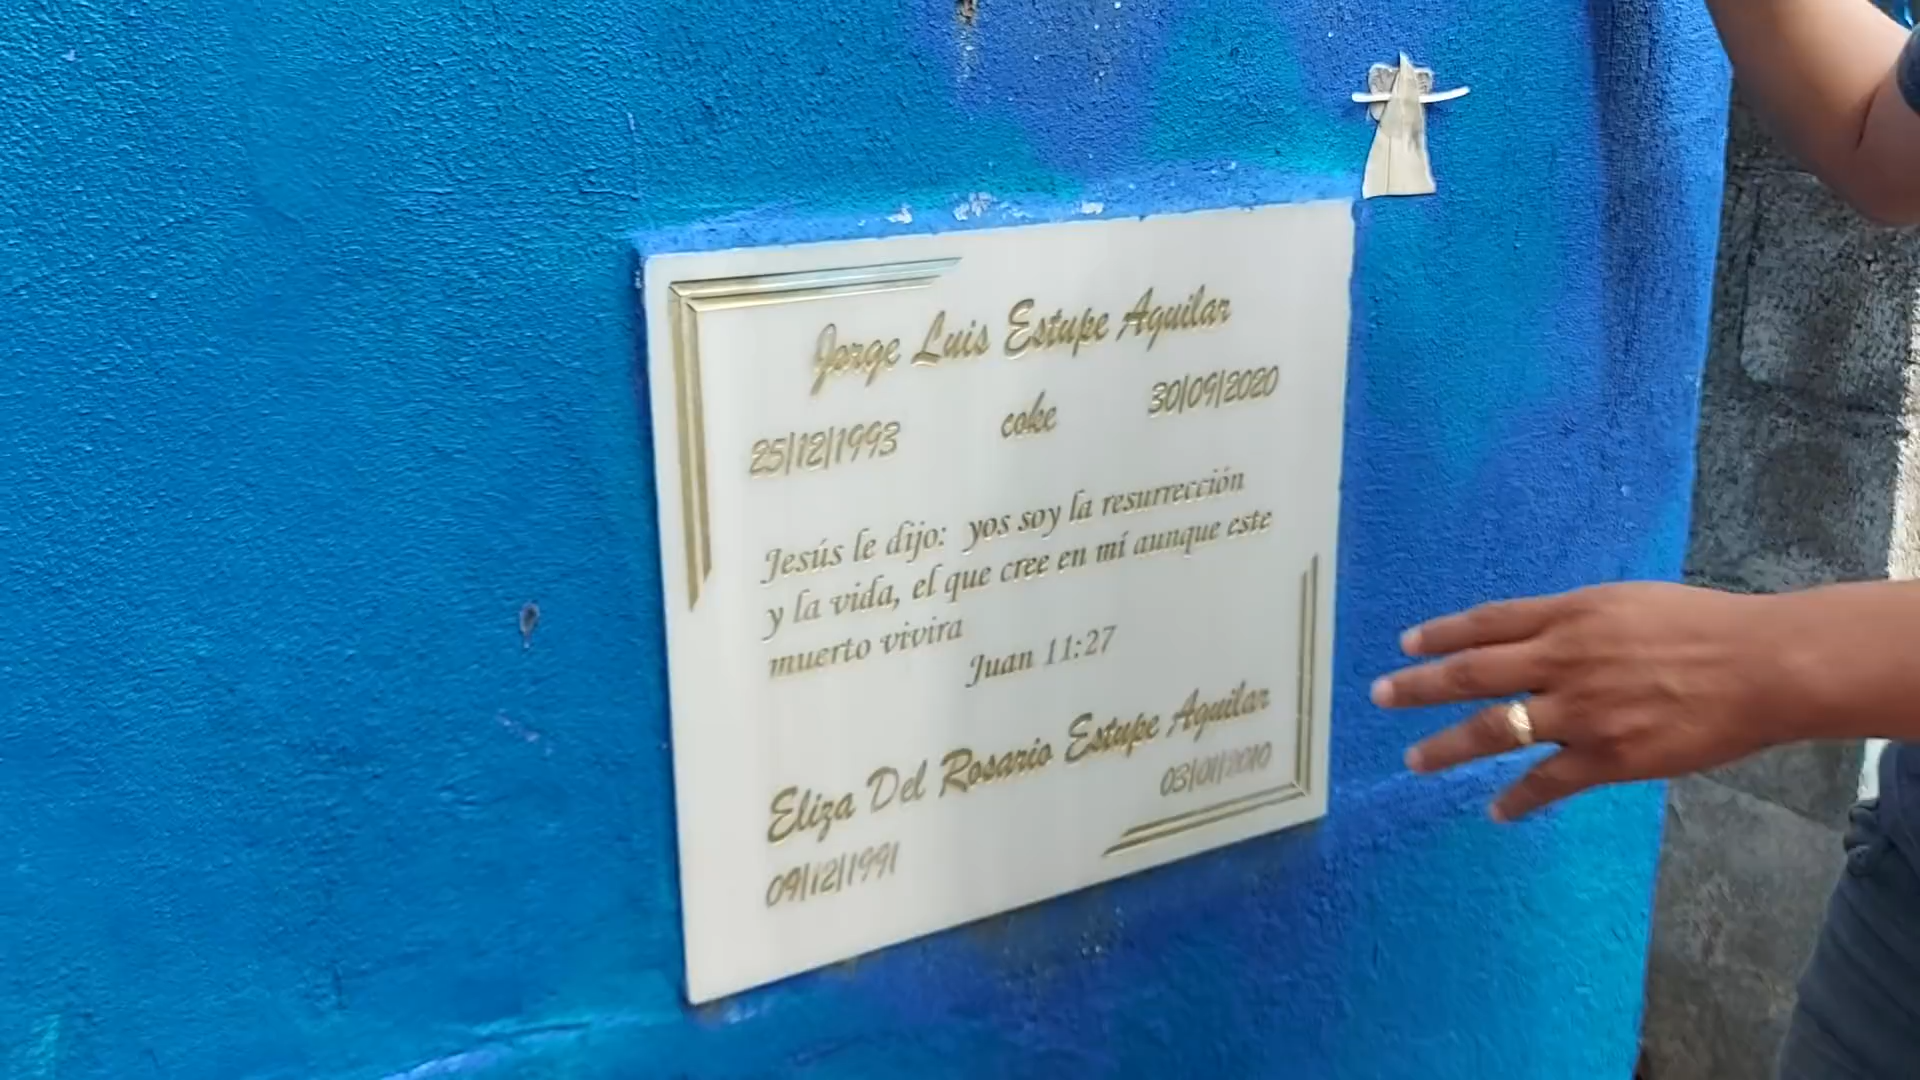 Jorge Luis Estupe Aguilar
25/12/1993 coke 30/09/2020
Jesús le dijo: yos soy la resurrección
y la vida, el que cree en mí aunque este
muerto vivira
Juan 11:27
Eliza Del Rosario Estupe Aguilar
09/12/1991 03/01/2010